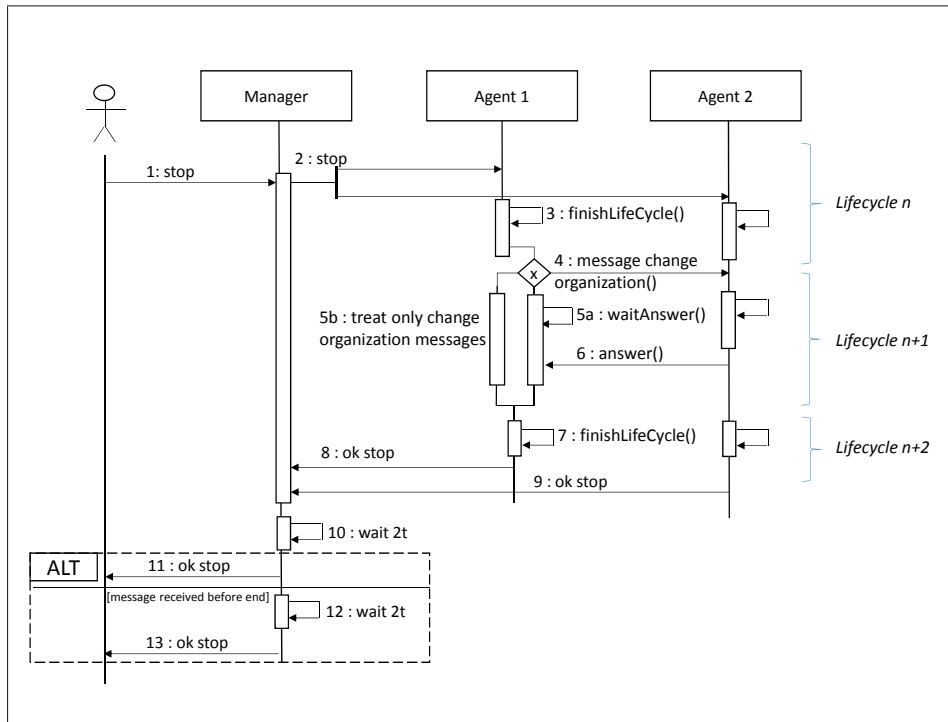 Manager
Agent 1
Agent 2
2 : stop
1: stop
Lifecycle n
3 : finishLifeCycle()
4 : message change
organization()
x
5b : treat only change
organization messages
5a : waitAnswer()
Lifecycle n+1
6 : answer()
7 : finishLifeCycle()
Lifecycle n+2
8 : ok stop
9 : ok stop
10 : wait 2t
ALT
11 : ok stop
[message received before end]
12 : wait 2t
13 : ok stop